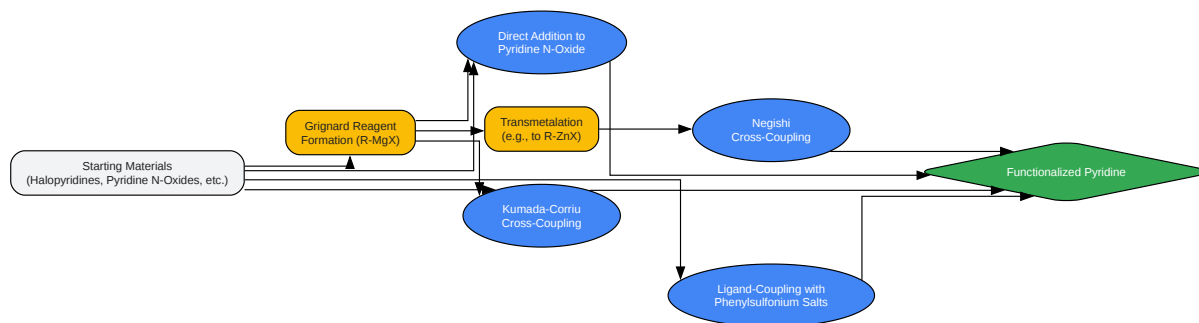 Direct Addition to
Pyridine N-Oxide
Grignard Reagent
Formation (R-MgX)
Transmetalation
(e.g., to R-ZnX)
Negishi
Cross-Coupling
Starting Materials
(Halopyridines, Pyridine N-Oxides, etc.)
Functionalized Pyridine
Kumada-Corriu
Cross-Coupling
Ligand-Coupling with
Phenylsulfonium Salts